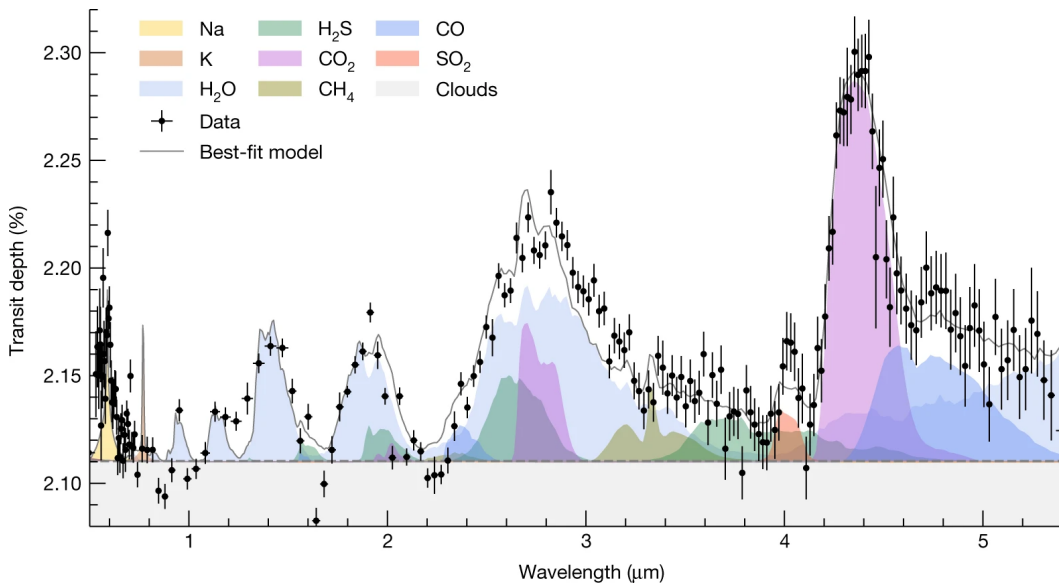 Na
K
H₂O
H₂S
CO₂
CH₄
CO
SO₂
Clouds
Data
Best-fit model
Transit depth (%)
2.30
2.25
2.20
2.15
2.10
1
2
3
4
5
Wavelength (μm)